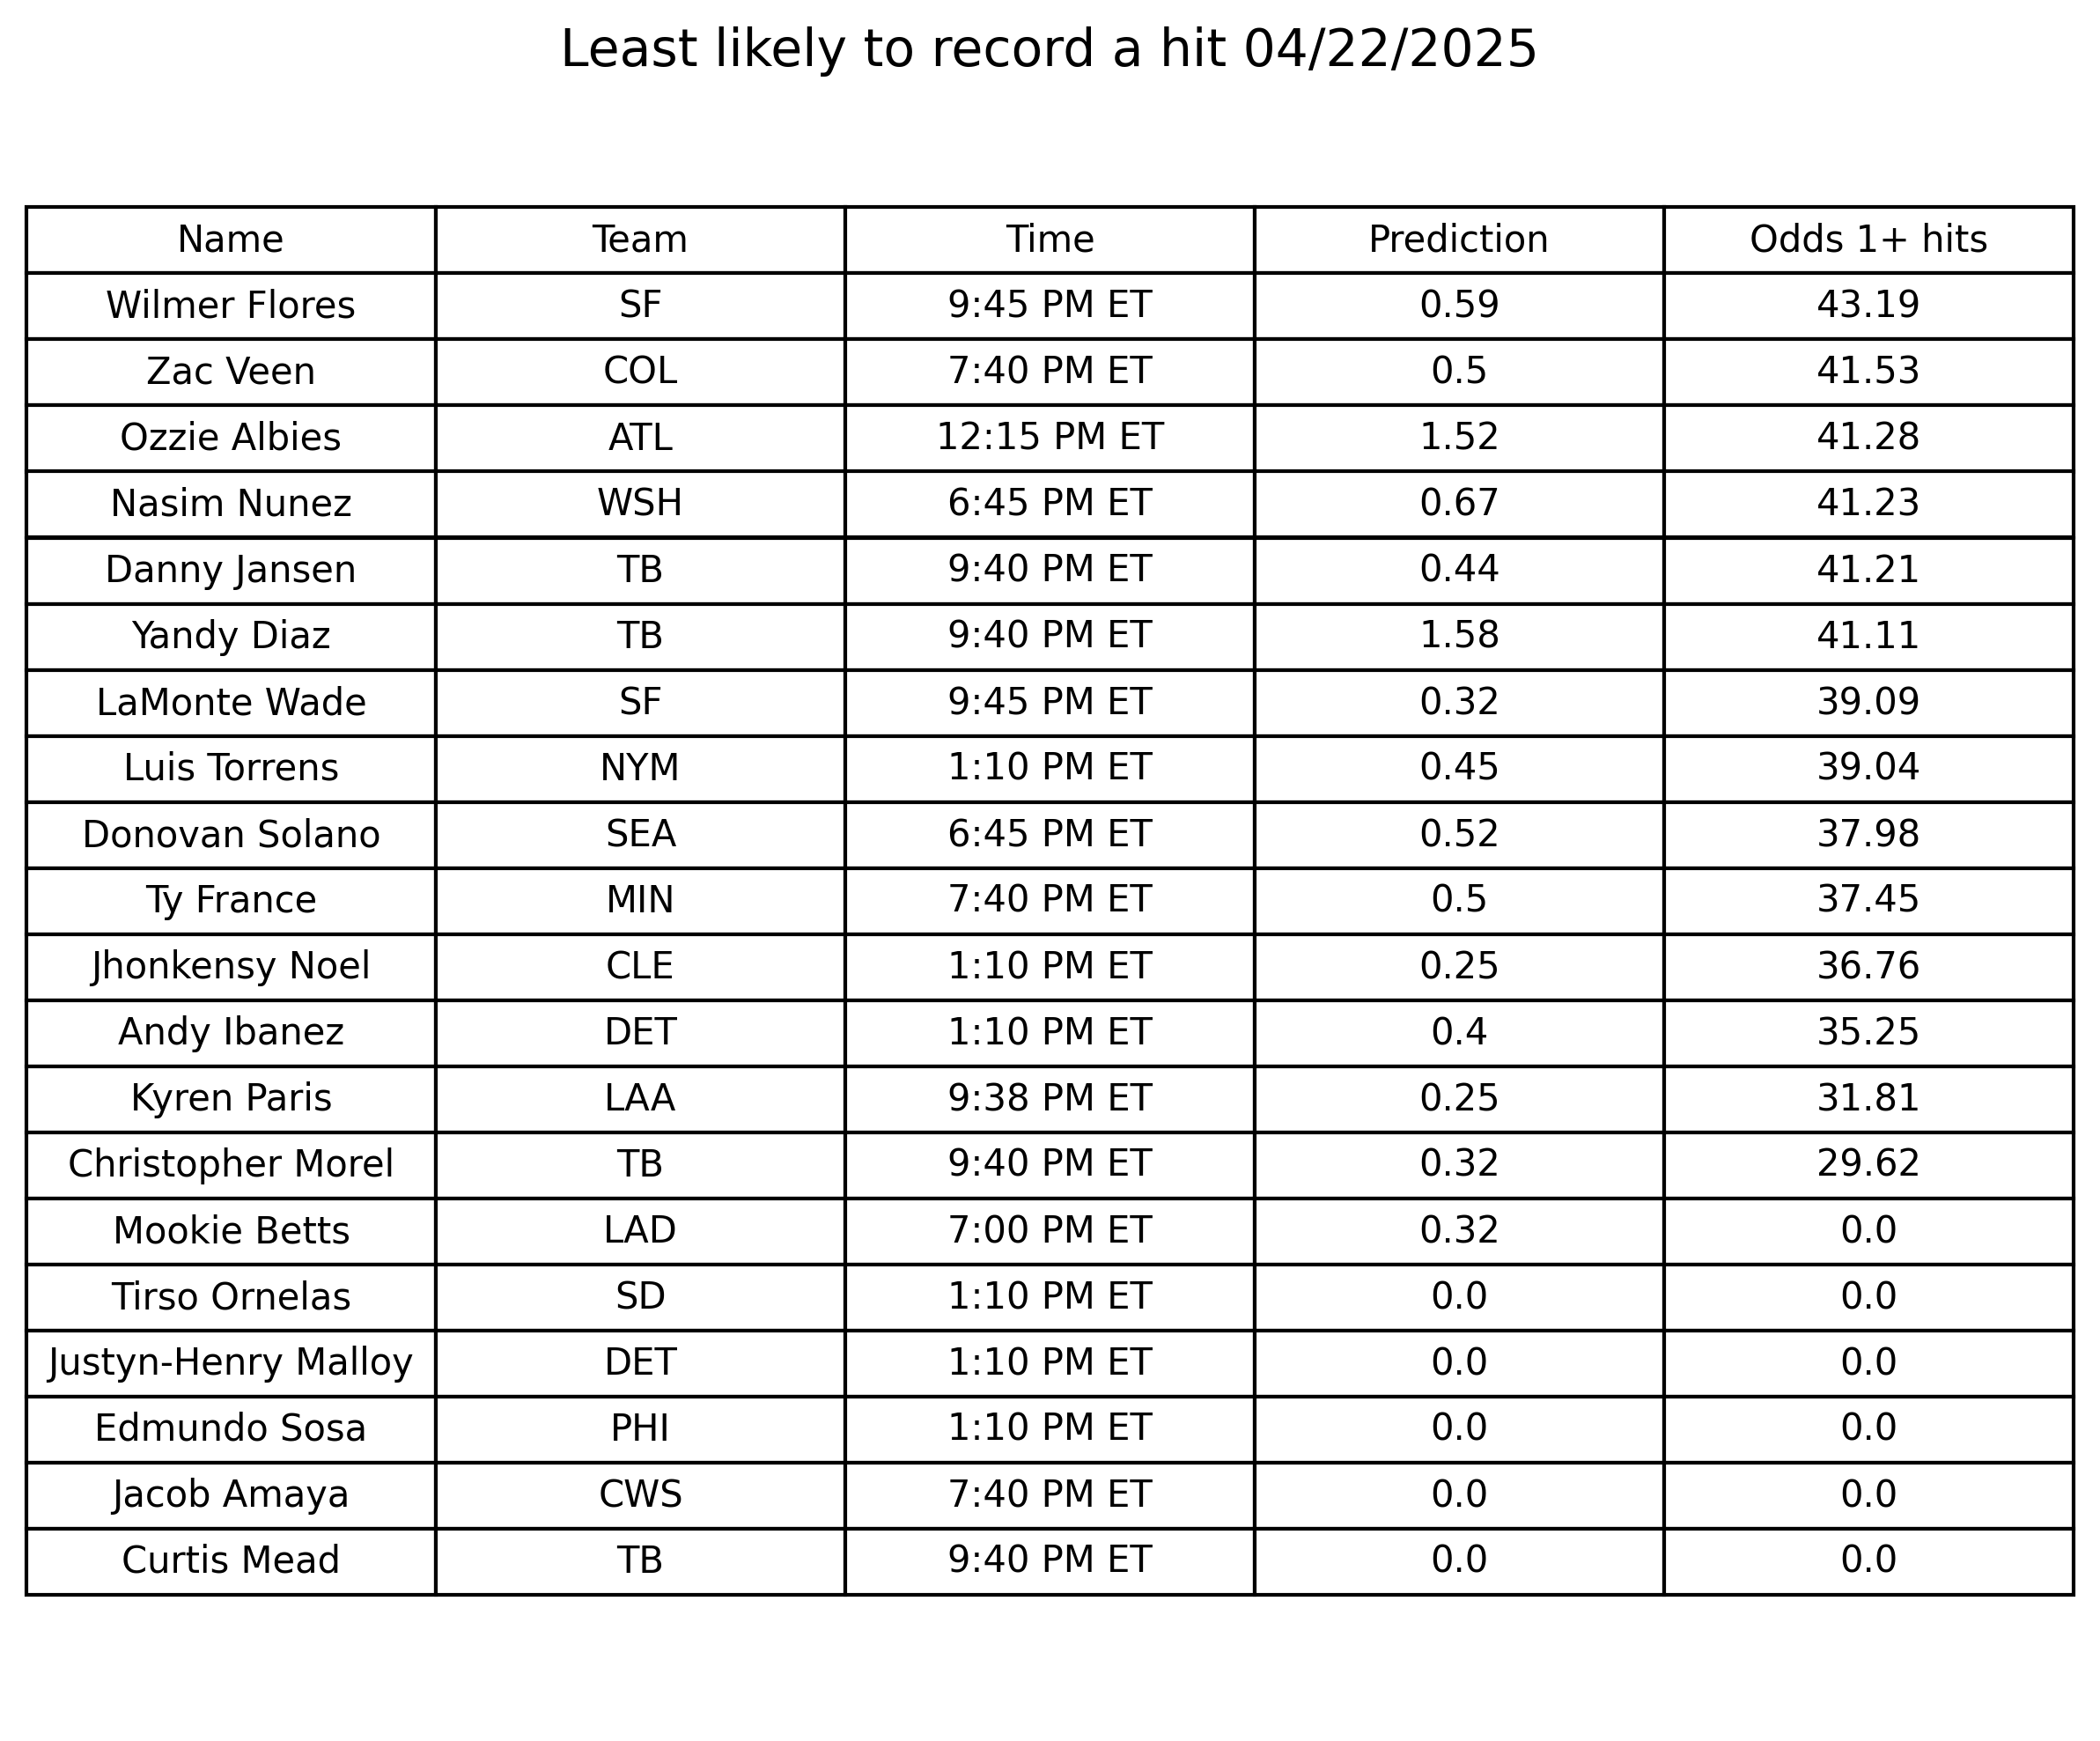 Least likely to record a hit 04/22/2025
Name Team Time Prediction Odds 1+ hits
Wilmer Flores SF 9:45 PM ET 0.59 43.19
Zac Veen COL 7:40 PM ET 0.5 41.53
Ozzie Albies ATL 12:15 PM ET 1.52 41.28
Nasim Nunez WSH 6:45 PM ET 0.67 41.23
Danny Jansen TB 9:40 PM ET 0.44 41.21
Yandy Diaz TB 9:40 PM ET 1.58 41.11
LaMonte Wade SF 9:45 PM ET 0.32 39.09
Luis Torrens NYM 1:10 PM ET 0.45 39.04
Donovan Solano SEA 6:45 PM ET 0.52 37.98
Ty France MIN 7:40 PM ET 0.5 37.45
Jhonkensy Noel CLE 1:10 PM ET 0.25 36.76
Andy Ibanez DET 1:10 PM ET 0.4 35.25
Kyren Paris LAA 9:38 PM ET 0.25 31.81
Christopher Morel TB 9:40 PM ET 0.32 29.62
Mookie Betts LAD 7:00 PM ET 0.32 0.0
Tirso Ornelas SD 1:10 PM ET 0.0 0.0
Justyn-Henry Malloy DET 1:10 PM ET 0.0 0.0
Edmundo Sosa PHI 1:10 PM ET 0.0 0.0
Jacob Amaya CWS 7:40 PM ET 0.0 0.0
Curtis Mead TB 9:40 PM ET 0.0 0.0